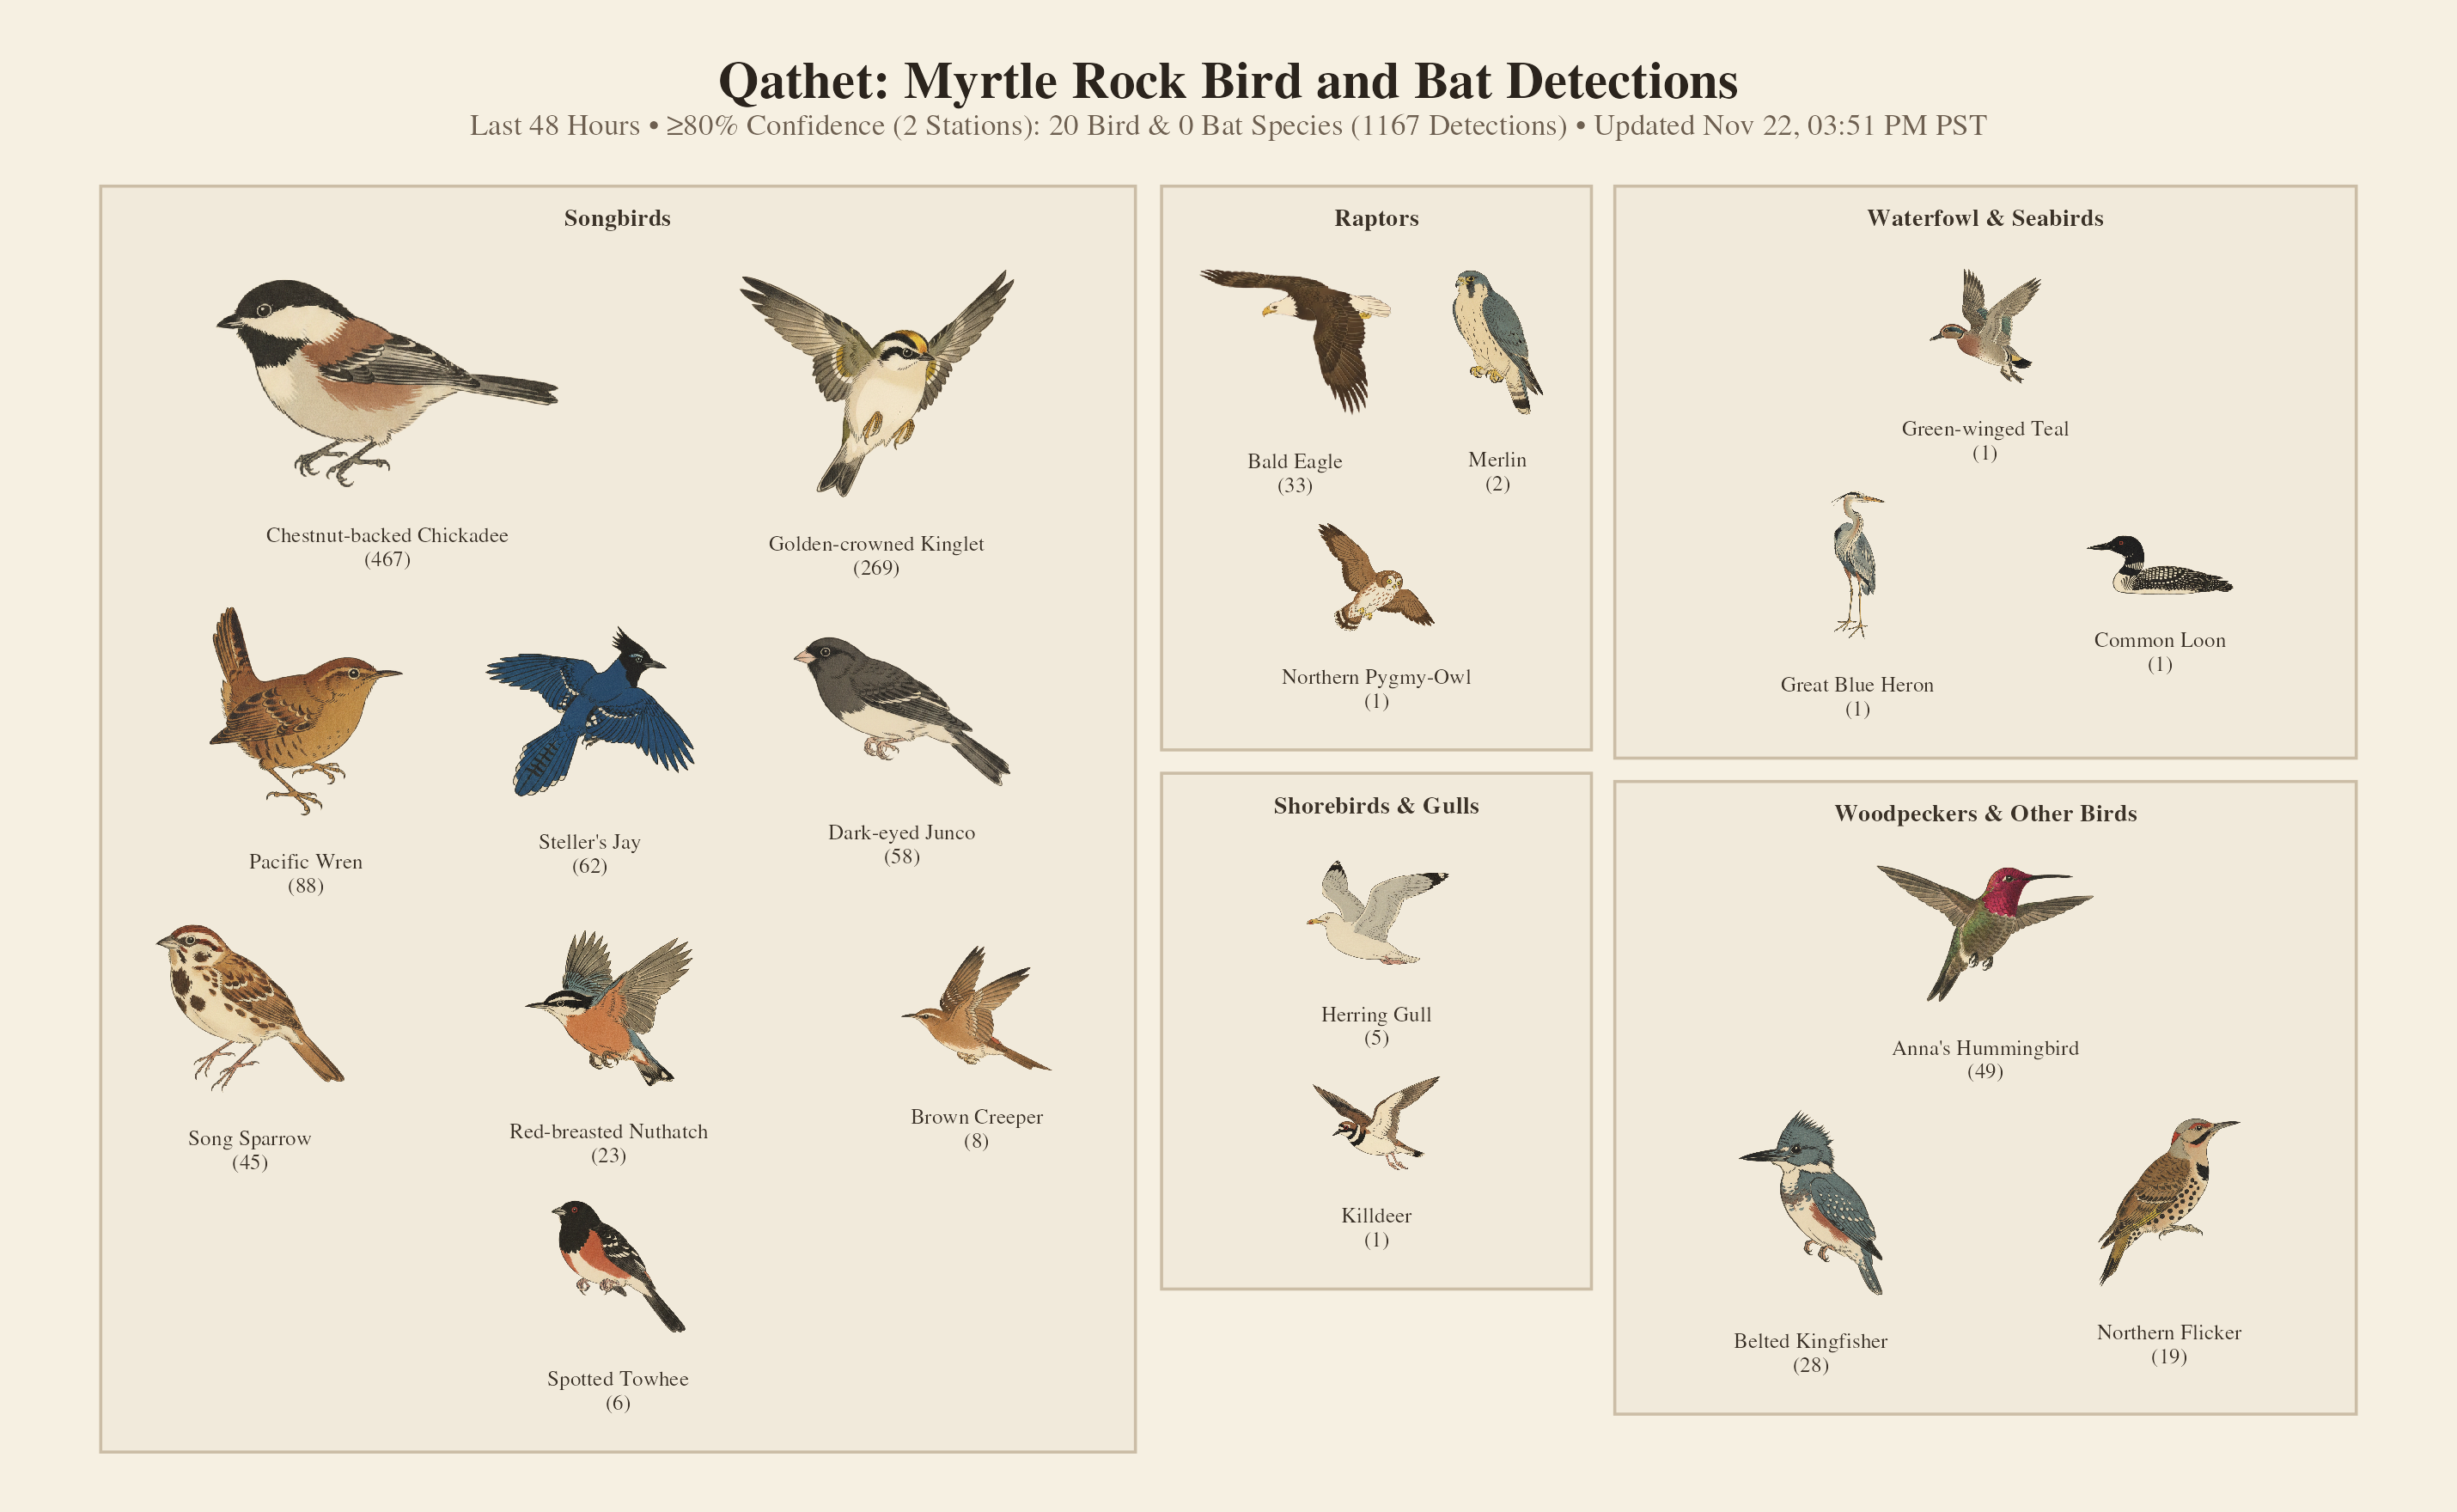 Qathet: Myrtle Rock Bird and Bat Detections
Last 48 Hours • ≥80% Confidence (2 Stations): 20 Bird & 0 Bat Species (1167 Detections) • Updated Nov 22, 03:51 PM PST
Songbirds
Chestnut-backed Chickadee
(467)
Golden-crowned Kinglet
(269)
Pacific Wren
(88)
Steller's Jay
(62)
Dark-eyed Junco
(58)
Song Sparrow
(45)
Red-breasted Nuthatch
(23)
Brown Creeper
(8)
Spotted Towhee
(6)
Raptors
Bald Eagle
(33)
Merlin
(2)
Northern Pygmy-Owl
(1)
Shorebirds & Gulls
Herring Gull
(5)
Killdeer
(1)
Waterfowl & Seabirds
Green-winged Teal
(1)
Great Blue Heron
(1)
Common Loon
(1)
Woodpeckers & Other Birds
Anna's Hummingbird
(49)
Belted Kingfisher
(28)
Northern Flicker
(19)